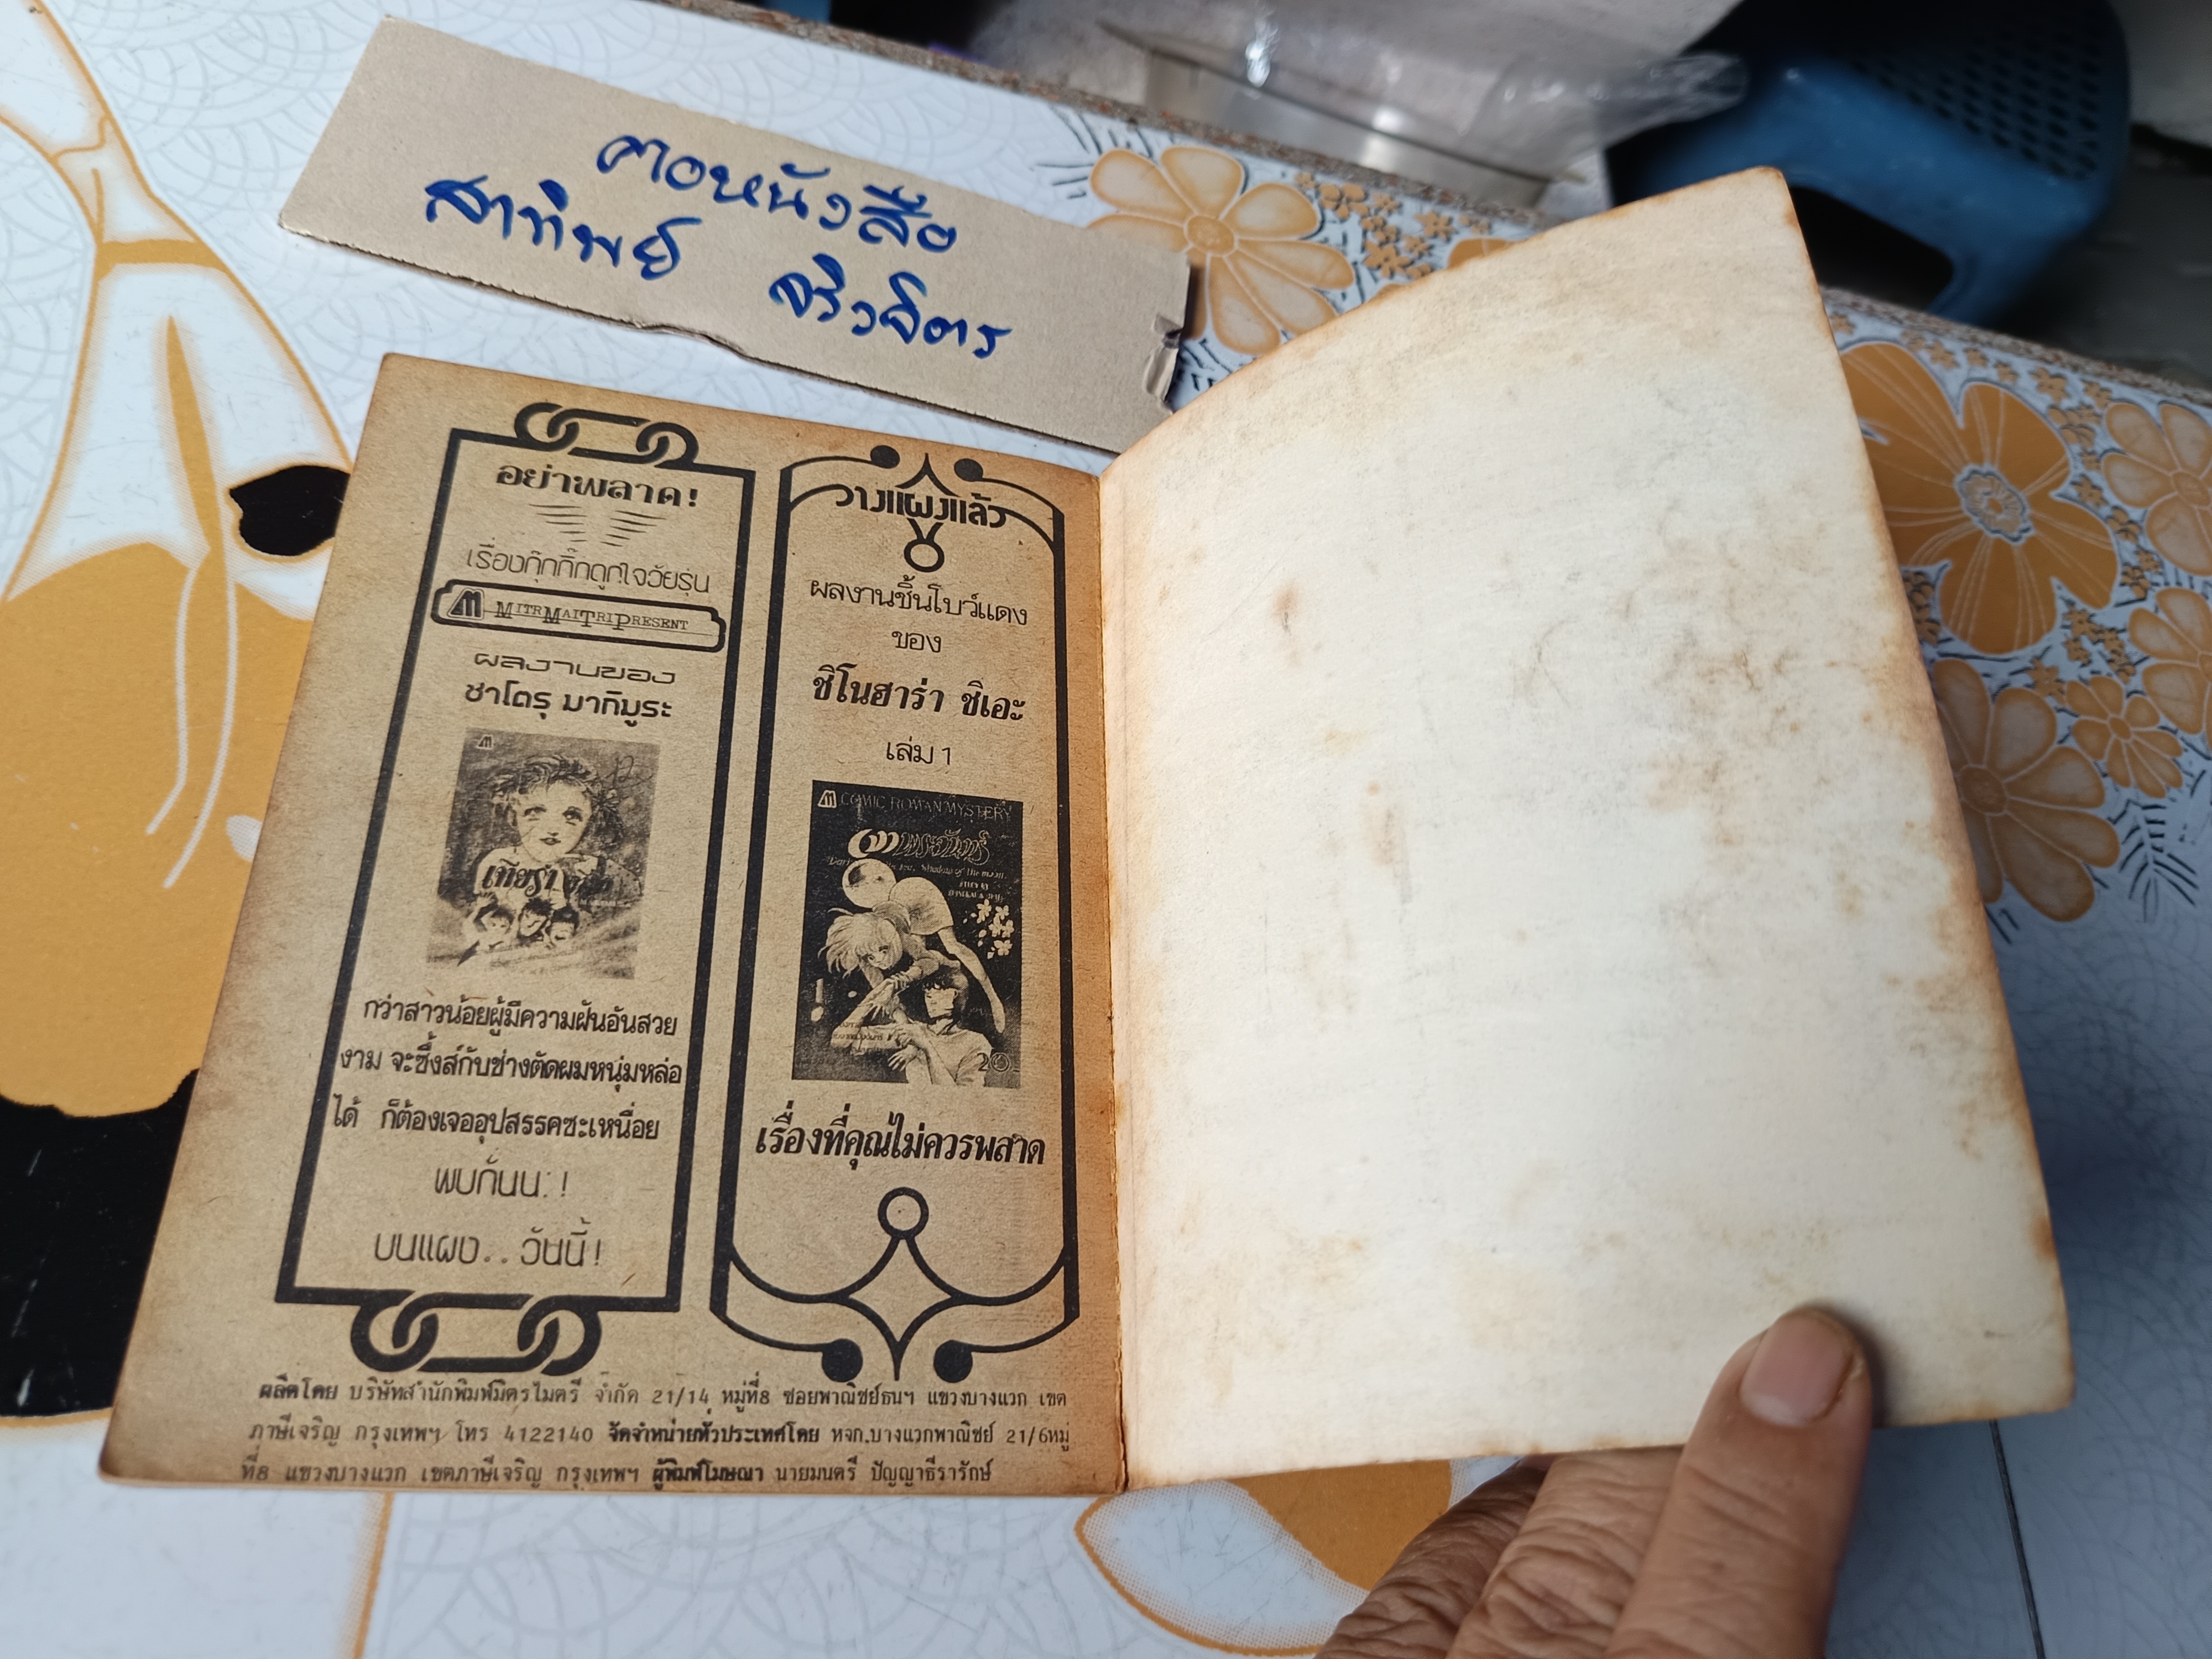 คอหนังสือ
สาทิพย์ จริวจิตร
อย่าพลาด!
เรื่องกุ๊กกิ๊กถูกใจวัยรุ่น
MITRMAITRIPRESENT
ผลงานของ
ซาโตรุ มากิมูระ
กว่าสาวน้อยผู้มีความฝันอันสวย
งาม จะซึ้งส์กับช่างตัดผมหนุ่มหล่อ
ได้ ก็ต้องเจออุปสรรคซะเหนื่อย
พบกันนะ!
บนแผง.. วันนี้!
วางแผงแล้ว
ผลงานชิ้นโบว์แดง
ของ
ชิโนฮาร่า ชิเอะ
เล่ม 1
COMIC ROMAN MYSTERY
เงาพระจันทร์
Shadow of the moon.
เรื่องที่คุณไม่ควรพลาด
ผลิตโดย บริษัทสำนักพิมพ์มิตรไมตรี จำกัด 21/14 หมู่ที่8 ซอยพาณิชย์ธนฯ แขวงบางแวก เขต
ภาษีเจริญ กรุงเทพฯ โทร 4122140 จัดจำหน่ายทั่วประเทศโดย หจก.บางแวกพาณิชย์ 21/6หมู่
ที่8 แขวงบางแวก เขตภาษีเจริญ กรุงเทพฯ ผู้พิมพ์โฆษณา นายมนตรี ปัญญาธีรารักษ์